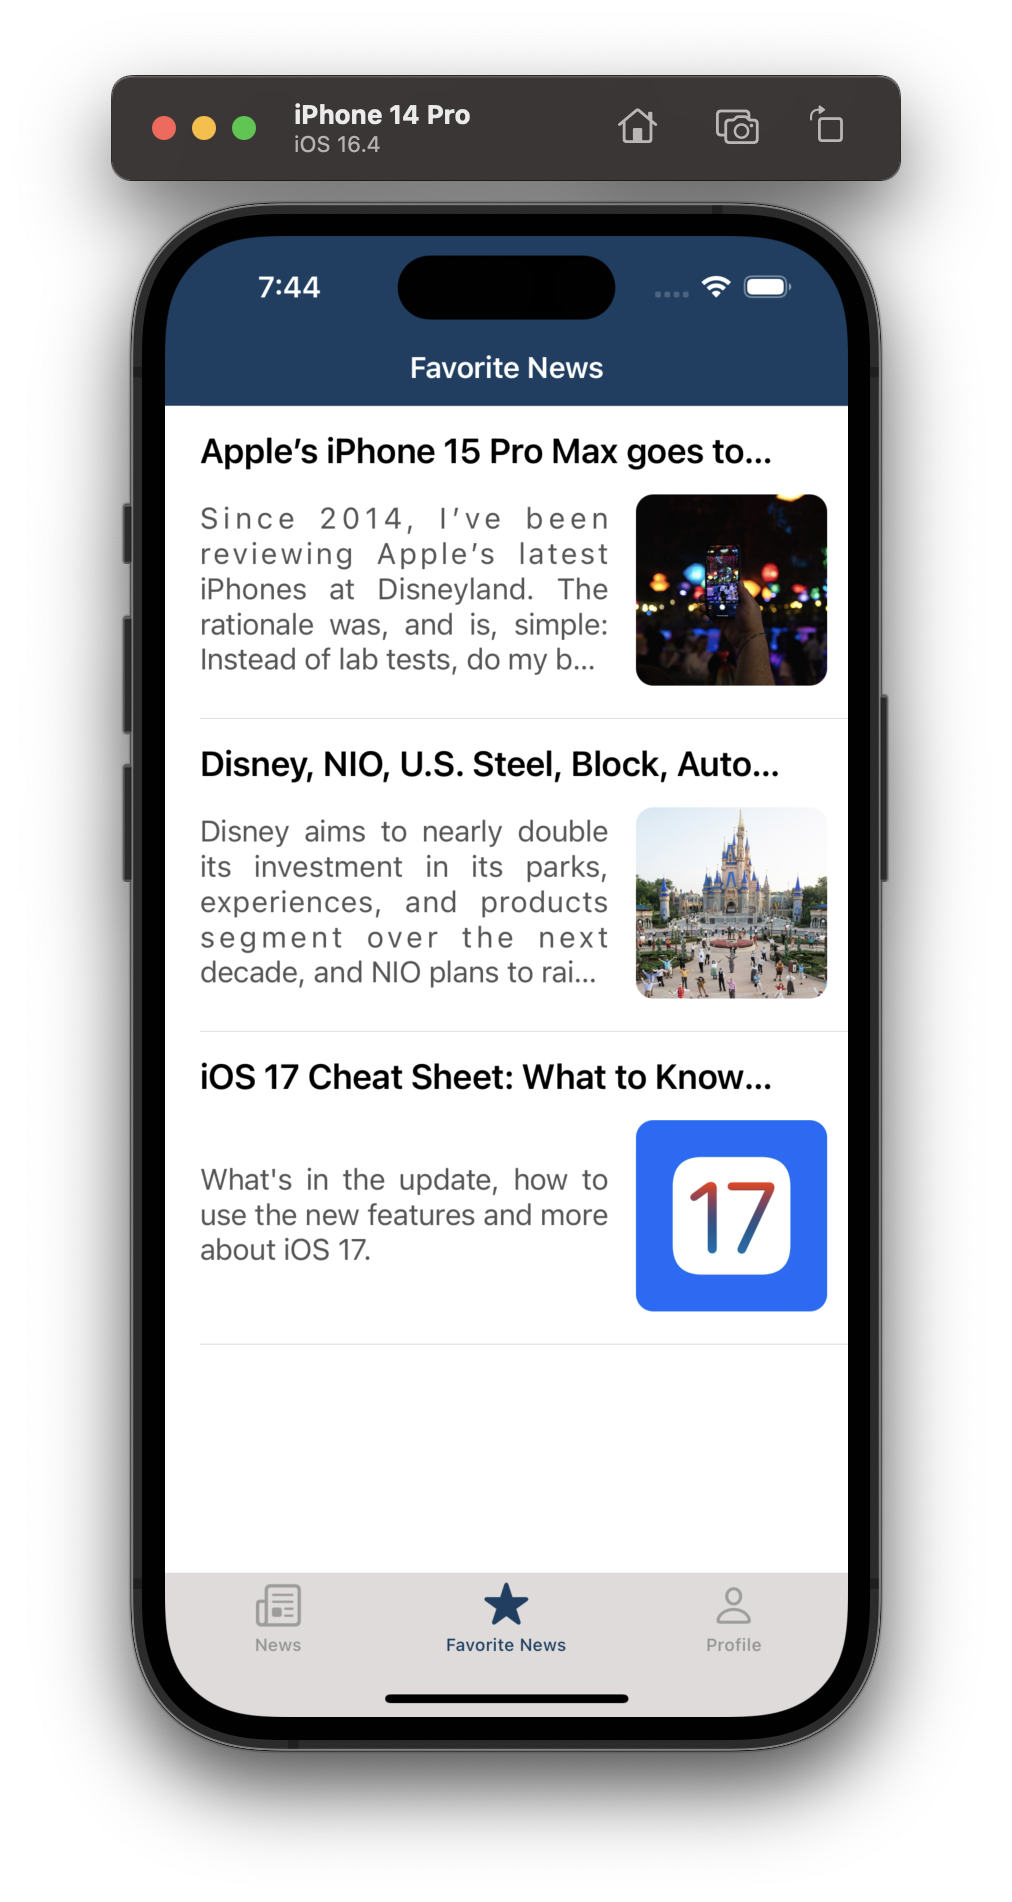 iPhone 14 Pro
iOS 16.4
7:44
Favorite News
Apple’s iPhone 15 Pro Max goes to...
Since 2014, I’ve been
reviewing Apple’s latest
iPhones at Disneyland. The
rationale was, and is, simple:
Instead of lab tests, do my b...
Disney, NIO, U.S. Steel, Block, Auto...
Disney aims to nearly double
its investment in its parks,
experiences, and products
segment over the next
decade, and NIO plans to rai...
iOS 17 Cheat Sheet: What to Know...
What's in the update, how to
use the new features and more
about iOS 17.
17
News
Favorite News
Profile